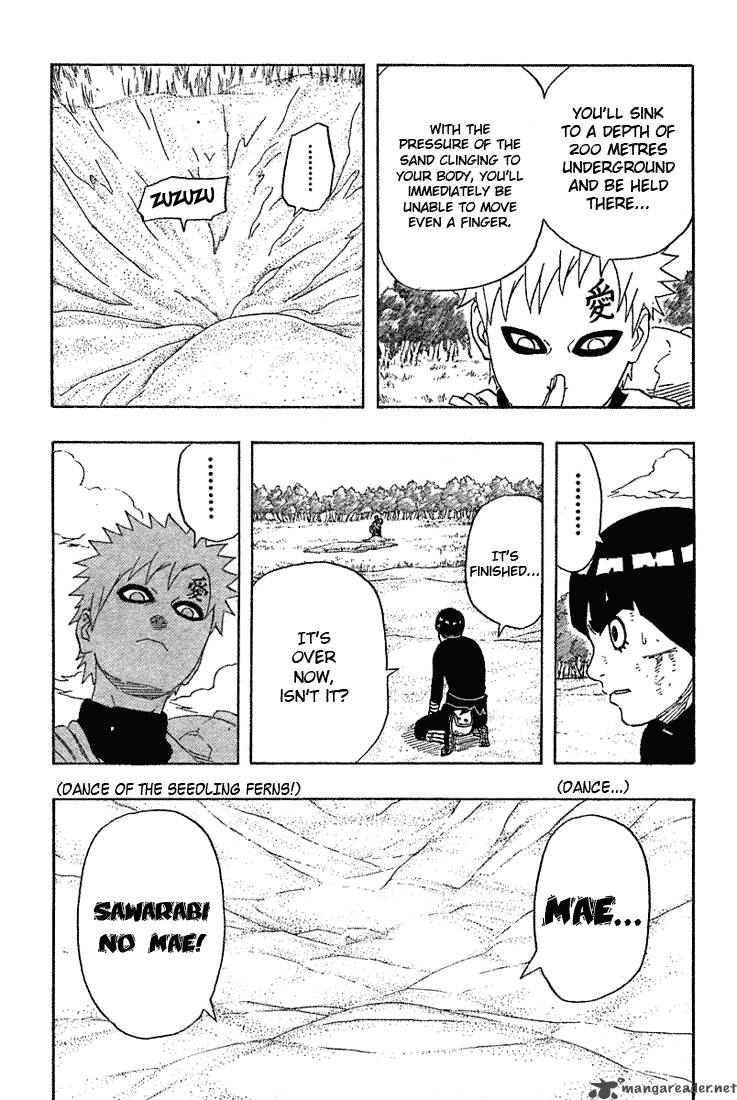 YOU'LL SINK
TO A DEPTH OF
200 METRES
UNDERGROUND
AND BE HELD
THERE...
WITH THE
PRESSURE OF THE
SAND CLINGING TO
YOUR BODY, YOU'LL
IMMEDIATELY BE
UNABLE TO MOVE
EVEN A FINGER.
愛
........
ZUZUZU
........
IT'S
FINISHED...
IT'S
OVER
NOW,
ISN'T IT?
........
愛
(DANCE...)
MAE...
(DANCE OF THE SEEDLING FERNS!)
SAWARABI
NO MAE!
mangareader.net